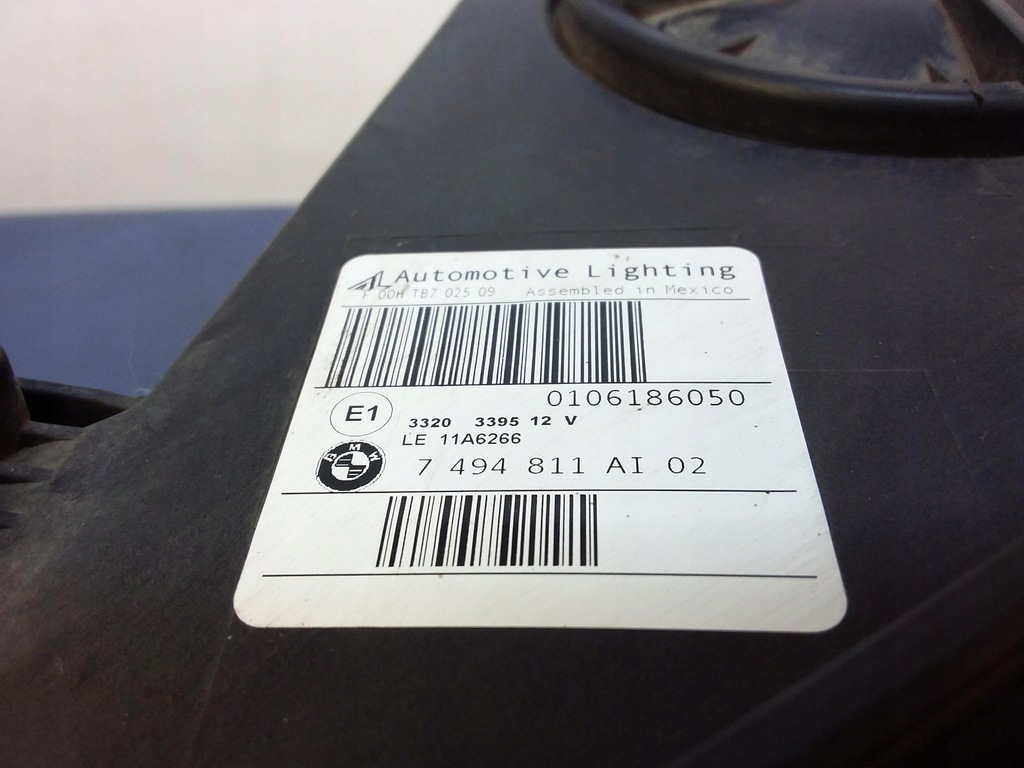 AL Automotive Lighting
F 00H TB7 025 09 Assembled in Mexico
0106186050
E1 3320 3395 12 V
LE 11A6266
BMW 7 494 811 AI 02